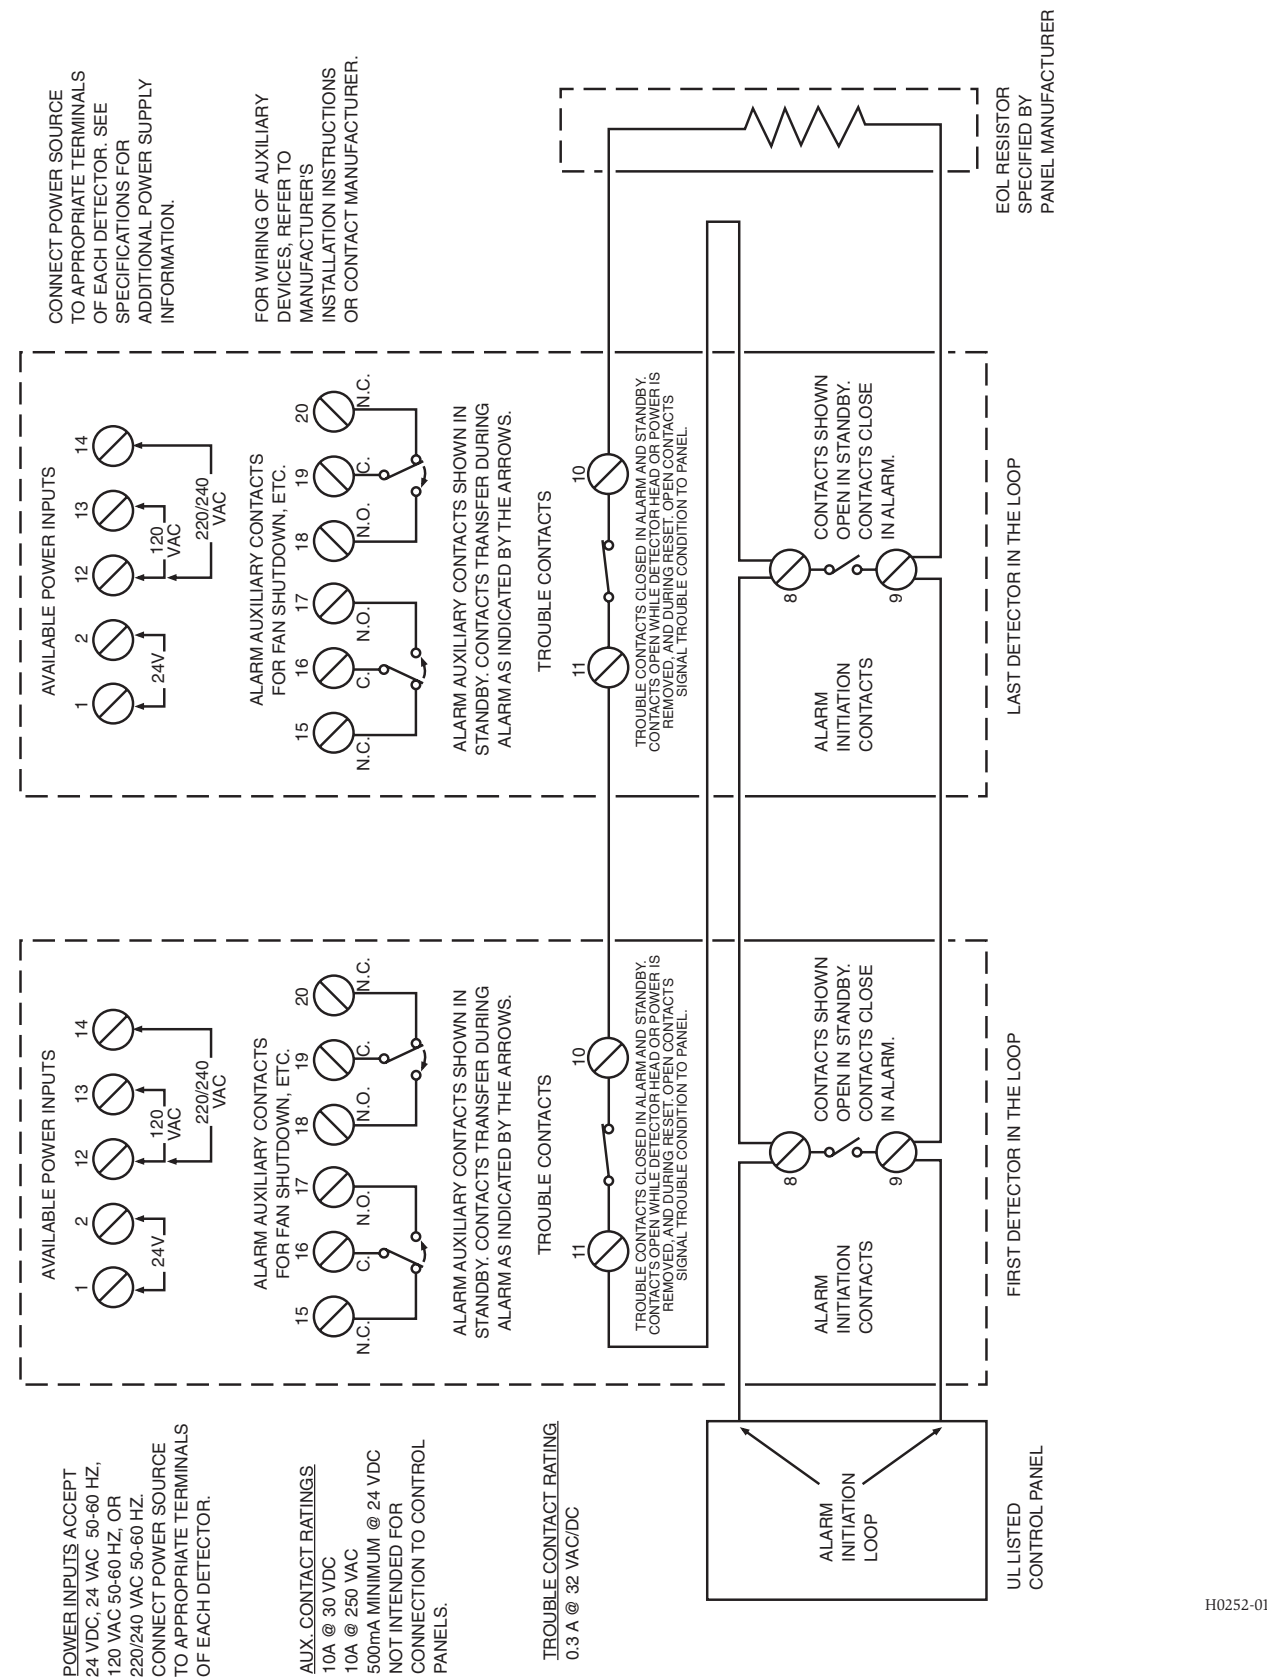 POWER INPUTS ACCEPT
24 VDC, 24 VAC 50-60 HZ,
120 VAC 50-60 HZ, OR
220/240 VAC 50-60 HZ.
CONNECT POWER SOURCE
TO APPROPRIATE TERMINALS
OF EACH DETECTOR.
AUX. CONTACT RATINGS
10A @ 30 VDC
10A @ 250 VAC
500mA MINIMUM @ 24 VDC
NOT INTENDED FOR
CONNECTION TO CONTROL
PANELS.
TROUBLE CONTACT RATING
0.3 A @ 32 VAC/DC
ALARM
INITIATION
LOOP
UL LISTED
CONTROL PANEL
AVAILABLE POWER INPUTS
1 2 12 13 14
24V
120
VAC
220/240
VAC
ALARM AUXILIARY CONTACTS
FOR FAN SHUTDOWN, ETC.
15 16 17 18 19 20
N.C. C. N.O. N.O. C. N.C.
ALARM AUXILIARY CONTACTS SHOWN IN
STANDBY. CONTACTS TRANSFER DURING
ALARM AS INDICATED BY THE ARROWS.
TROUBLE CONTACTS
11 10
TROUBLE CONTACTS CLOSED IN ALARM AND STANDBY.
CONTACTS OPEN WHILE DETECTOR HEAD OR POWER IS
REMOVED, AND DURING RESET. OPEN CONTACTS
SIGNAL TROUBLE CONDITION TO PANEL.
ALARM
INITIATION
CONTACTS
8
9
CONTACTS SHOWN
OPEN IN STANDBY.
CONTACTS CLOSE
IN ALARM.
FIRST DETECTOR IN THE LOOP
AVAILABLE POWER INPUTS
1 2 12 13 14
24V
120
VAC
220/240
VAC
ALARM AUXILIARY CONTACTS
FOR FAN SHUTDOWN, ETC.
15 16 17 18 19 20
N.C. C. N.O. N.O. C. N.C.
ALARM AUXILIARY CONTACTS SHOWN IN
STANDBY. CONTACTS TRANSFER DURING
ALARM AS INDICATED BY THE ARROWS.
TROUBLE CONTACTS
11 10
TROUBLE CONTACTS CLOSED IN ALARM AND STANDBY.
CONTACTS OPEN WHILE DETECTOR HEAD OR POWER IS
REMOVED, AND DURING RESET. OPEN CONTACTS
SIGNAL TROUBLE CONDITION TO PANEL.
ALARM
INITIATION
CONTACTS
8
9
CONTACTS SHOWN
OPEN IN STANDBY.
CONTACTS CLOSE
IN ALARM.
LAST DETECTOR IN THE LOOP
CONNECT POWER SOURCE
TO APPROPRIATE TERMINALS
OF EACH DETECTOR. SEE
SPECIFICATIONS FOR
ADDITIONAL POWER SUPPLY
INFORMATION.
FOR WIRING OF AUXILIARY
DEVICES, REFER TO
MANUFACTURER'S
INSTALLATION INSTRUCTIONS
OR CONTACT MANUFACTURER.
EOL RESISTOR
SPECIFIED BY
PANEL MANUFACTURER
H0252-01